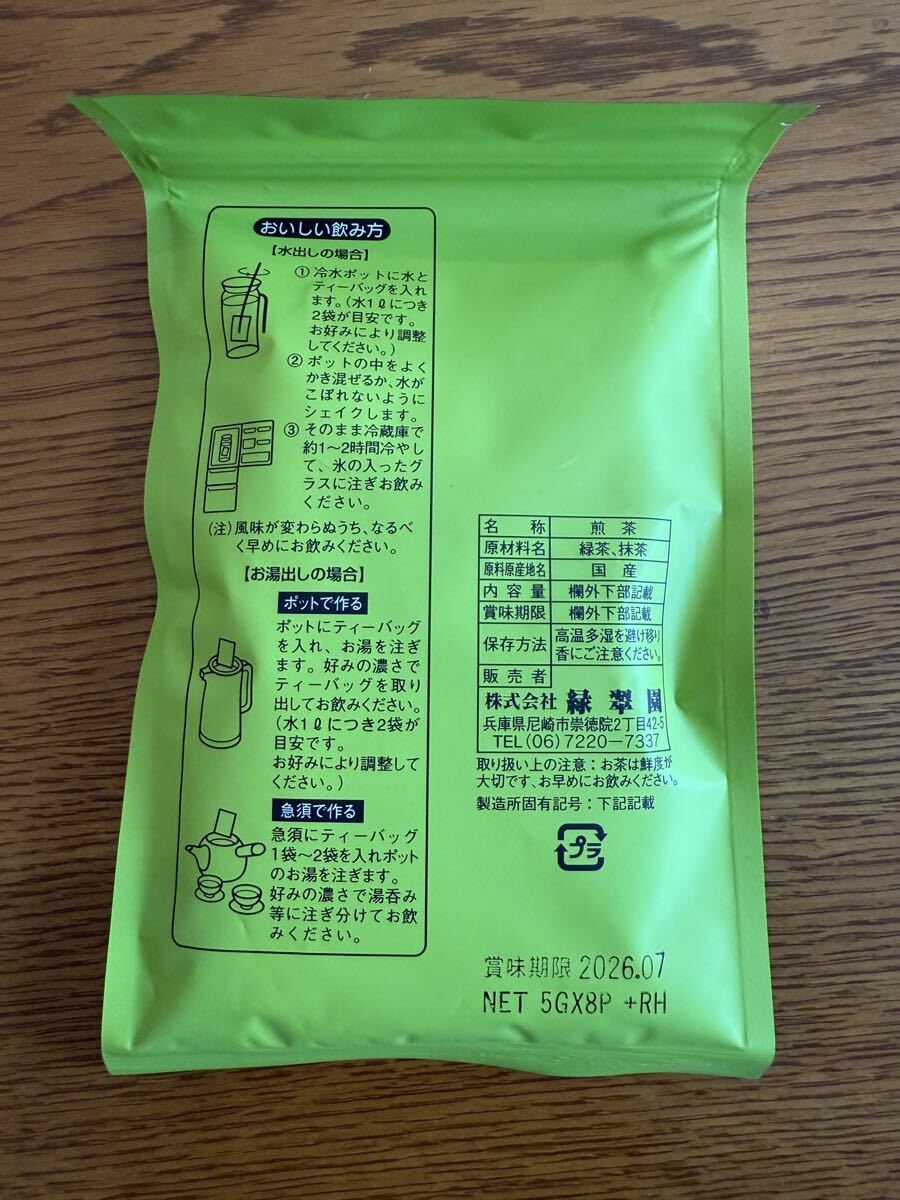 おいしい飲み方
【水出しの場合】
① 冷水ポットに水と
ティーバッグを入れ
ます。(水1ℓにつき
2袋が目安です。
お好みにより調整
してください。)
② ポットの中をよく
かき混ぜるか、水が
こぼれないように
シェイクします。
③ そのまま冷蔵庫で
約1〜2時間冷やし
て、氷の入ったグ
ラスに注ぎお飲み
ください。
(注)風味が変わらぬうち、なるべ
く早めにお飲みください。
【お湯出しの場合】
ポットで作る
ポットにティーバッグ
を入れ、お湯を注ぎ
ます。好みの濃さで
ティーバッグを取り
出してお飲みください。
(水1ℓにつき2袋が
目安です。
お好みにより調整して
ください。)
急須で作る
急須にティーバッグ
1袋〜2袋を入れポット
のお湯を注ぎます。
好みの濃さで湯呑み
等に注ぎ分けてお飲
みください。
名称 煎茶
原材料名 緑茶、抹茶
原料原産地名 国産
内容量 欄外下部記載
賞味期限 欄外下部記載
保存方法 高温多湿を避け移り
香にご注意ください。
販売者
株式会社 緑翠園
兵庫県尼崎市崇徳院2丁目42-5
TEL(06)7220-7337
取り扱い上の注意:お茶は鮮度が
大切です、お早めにお飲みください。
製造所固有記号:下記記載
プラ
賞味期限 2026.07
NET 5GX8P +RH